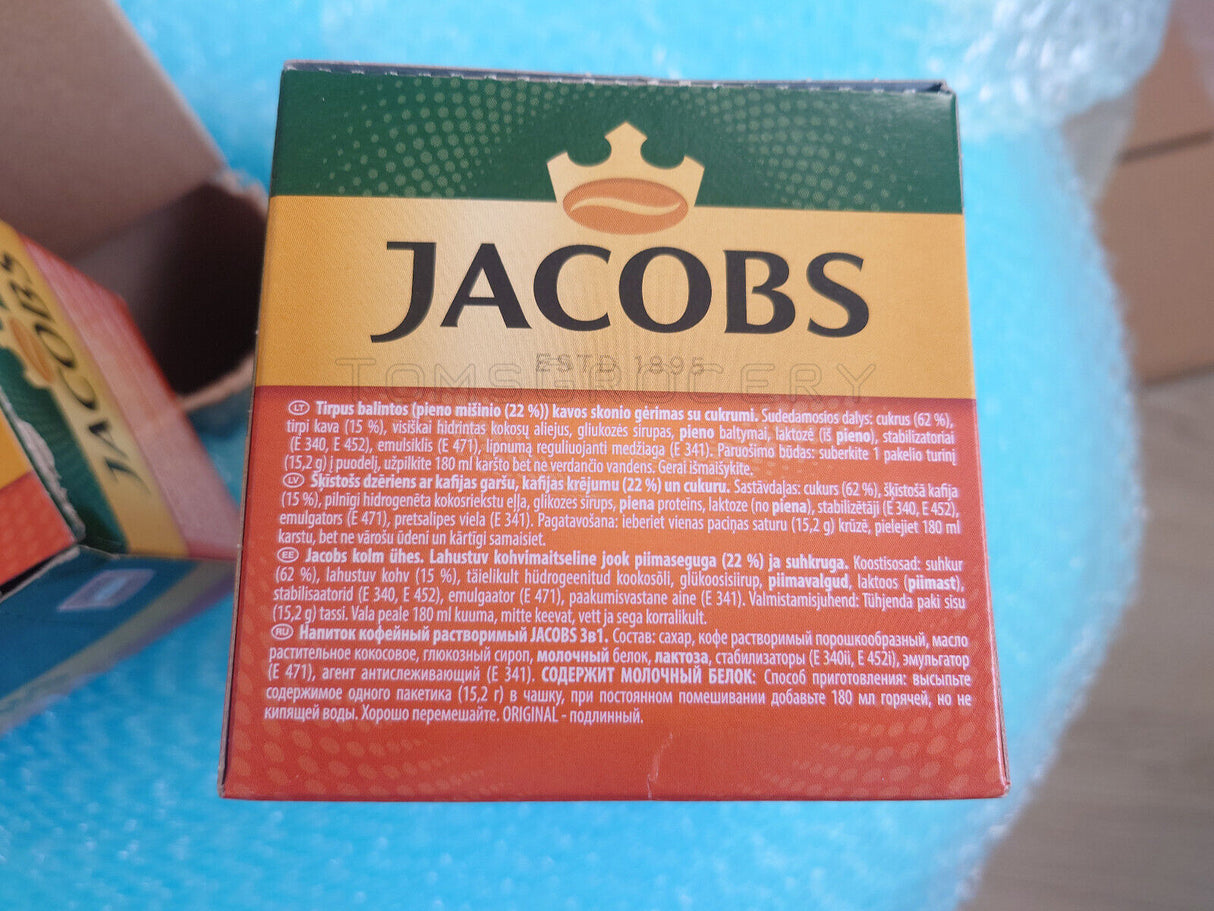 JACOBS
ESTD 1895
TOMSGROCERY
JACOBS
LT Tirpus balintos (pieno mišinio (22 %)) kavos skonio gėrimas su cukrumi. Sudedamosios dalys: cukrus (62 %),
tirpi kava (15 %), visiškai hidrintas kokosų aliejus, gliukozės sirupas, pieno baltymai, laktozė (iš pieno), stabilizatoriai
(E 340, E 452), emulsiklis (E 471), lipnumą reguliuojanti medžiaga (E 341). Paruošimo būdas: suberkite 1 pakelio turinį
(15,2 g) į puodelį, užpilkite 180 ml karšto bet ne verdančio vandens. Gerai išmaišykite.
LV Šķīstošs dzēriens ar kafijas garšu, kafijas krējumu (22 %) un cukuru. Sastāvdaļas: cukurs (62 %), šķīstošā kafija
(15 %), pilnīgi hidrogenēta kokosriekstu eļļa, glikozes sīrups, piena proteīns, laktoze (no piena), stabilizētāji (E 340, E 452),
emulgators (E 471), pretsalipes viela (E 341). Pagatavošana: ieberiet vienas paciņas saturu (15,2 g) krūzē, pielejiet 180 ml
karstu, bet ne vārošu ūdeni un kārtīgi samaisiet.
EE Jacobs kolm ühes. Lahustuv kohvimaitseline jook piimaseguga (22 %) ja suhkruga. Koostisosad: suhkur
(62 %), lahustuv kohv (15 %), täielikult hüdrogeenitud kookosõli, glükoosisiirup, piimavalgud, laktoos (piimast),
stabilisaatorid (E 340, E 452), emulgaator (E 471), paakumisvastane aine (E 341). Valmistamisjuhend: Tühjenda paki sisu
(15,2 g) tassi. Vala peale 180 ml kuuma, mitte keevat, vett ja sega korralikult.
RU Напиток кофейный растворимый JACOBS 3в1. Состав: сахар, кофе растворимый порошкообразный, масло
растительное кокосовое, глюкозный сироп, молочный белок, лактоза, стабилизаторы (E 340ii, E 452i), эмульгатор
(E 471), агент антислеживающий (E 341). СОДЕРЖИТ МОЛОЧНЫЙ БЕЛОК: Способ приготовления: высыпьте
содержимое одного пакетика (15,2 г) в чашку, при постоянном помешивании добавьте 180 мл горячей, но не
кипящей воды. Хорошо перемешайте. ORIGINAL - подлинный.